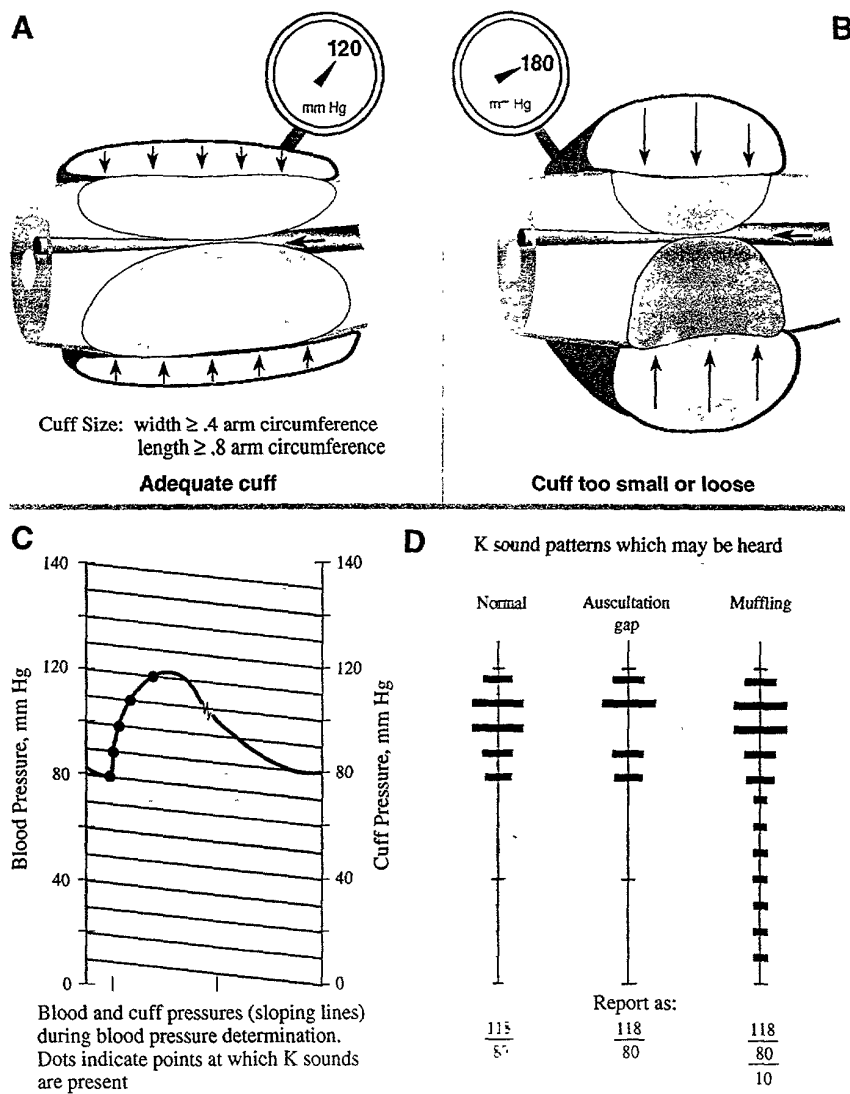 A
B
120
mm Hg
180
Hg
Cuff Size: width ≥ .4 arm circumference
length ≥ .8 arm circumference
Adequate cuff
Cuff too small or loose
C
140
120
80
40
0
Blood Pressure, mm Hg
140
120
80
40
0
Cuff Pressure, mm Hg
Blood and cuff pressures (sloping lines)
during blood pressure determination.
Dots indicate points at which K sounds
are present
D
K sound patterns which may be heard
Normal
Auscultation
gap
Muffling
Report as:
118
80
118
80
10